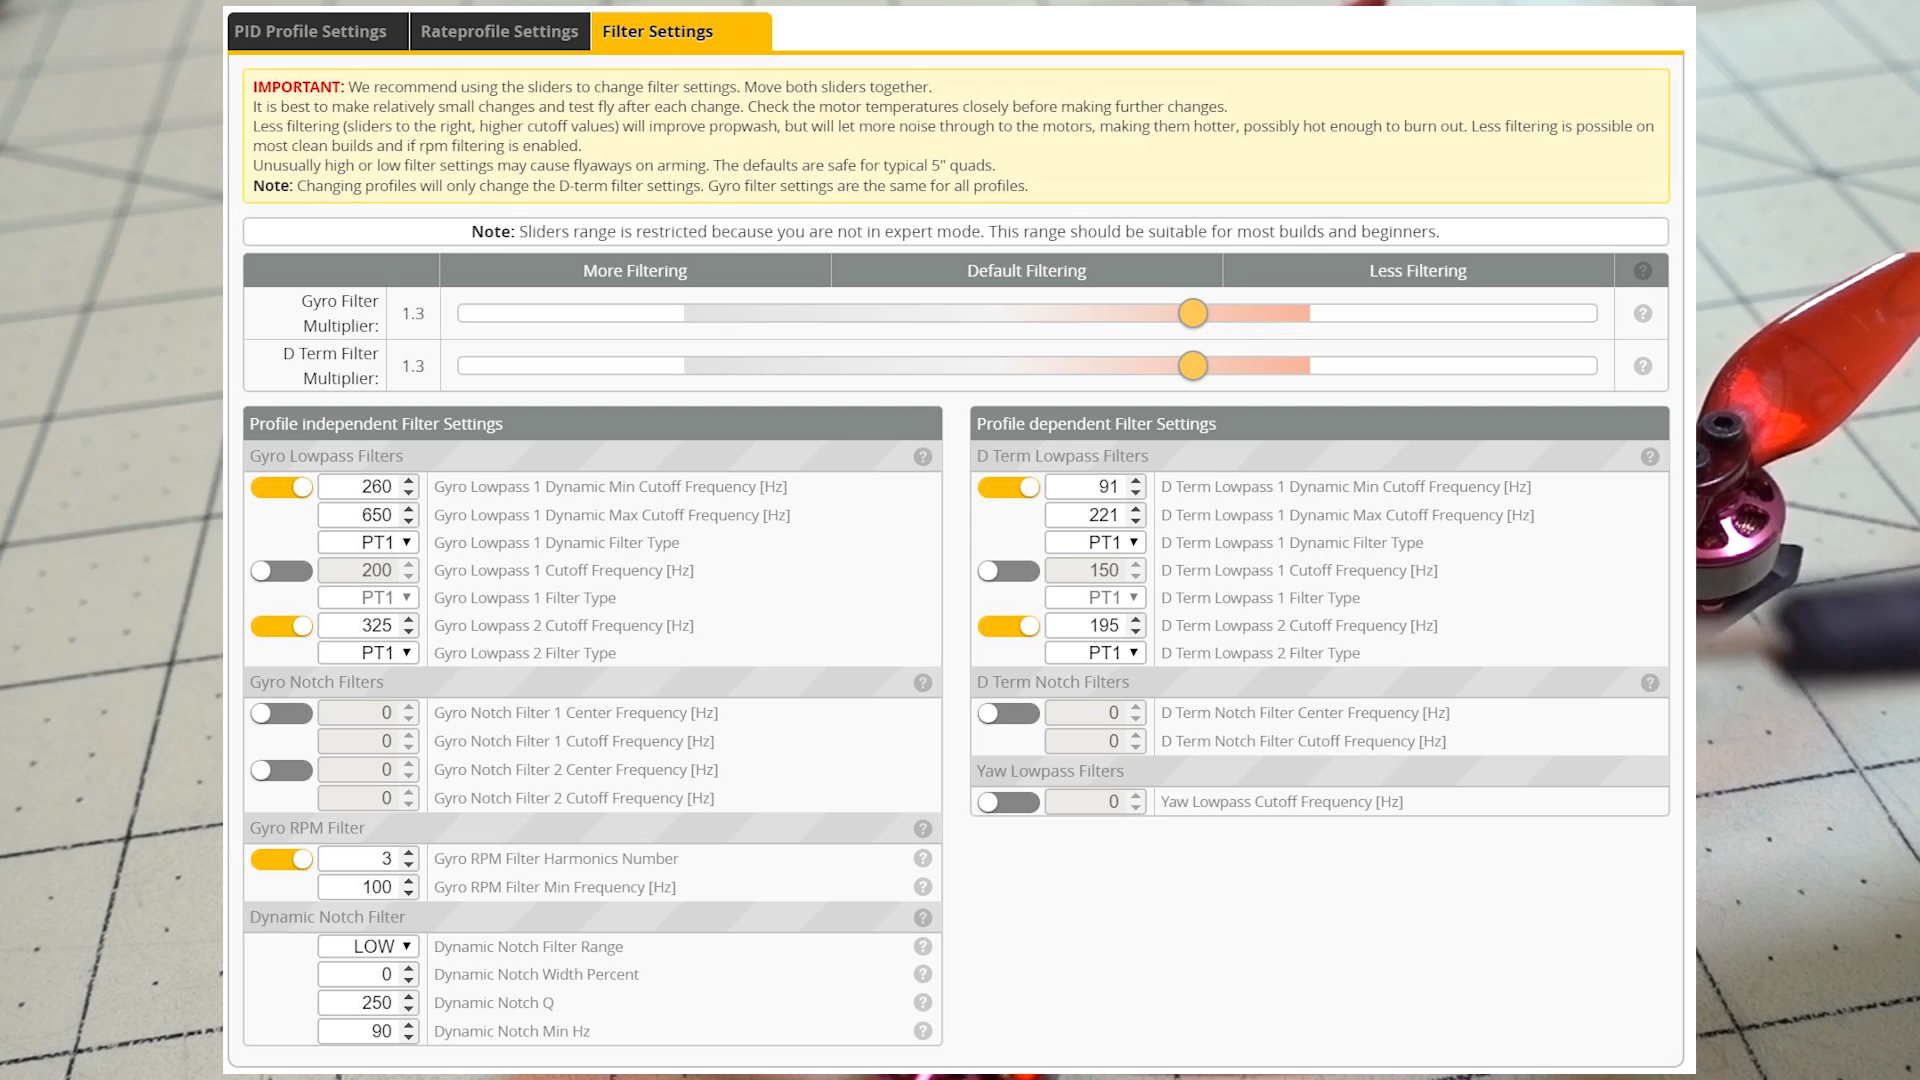 PID Profile Settings
Rateprofile Settings
Filter Settings
IMPORTANT: We recommend using the sliders to change filter settings. Move both sliders together.
It is best to make relatively small changes and test fly after each change. Check the motor temperatures closely before making further changes.
Less filtering (sliders to the right, higher cutoff values) will improve propwash, but will let more noise through to the motors, making them hotter, possibly hot enough to burn out. Less filtering is possible on
most clean builds and if rpm filtering is enabled.
Unusually high or low filter settings may cause flyaways on arming. The defaults are safe for typical 5" quads.
Note: Changing profiles will only change the D-term filter settings. Gyro filter settings are the same for all profiles.
Note: Sliders range is restricted because you are not in expert mode. This range should be suitable for most builds and beginners.
More Filtering
Default Filtering
Less Filtering
?
Gyro Filter
Multiplier:
1.3
?
D Term Filter
Multiplier:
1.3
?
Profile independent Filter Settings
Gyro Lowpass Filters
?
260 Gyro Lowpass 1 Dynamic Min Cutoff Frequency [Hz]
650 Gyro Lowpass 1 Dynamic Max Cutoff Frequency [Hz]
PT1 Gyro Lowpass 1 Dynamic Filter Type
200 Gyro Lowpass 1 Cutoff Frequency [Hz]
PT1 Gyro Lowpass 1 Filter Type
325 Gyro Lowpass 2 Cutoff Frequency [Hz]
PT1 Gyro Lowpass 2 Filter Type
Gyro Notch Filters
?
0 Gyro Notch Filter 1 Center Frequency [Hz]
0 Gyro Notch Filter 1 Cutoff Frequency [Hz]
0 Gyro Notch Filter 2 Center Frequency [Hz]
0 Gyro Notch Filter 2 Cutoff Frequency [Hz]
Gyro RPM Filter
?
3 Gyro RPM Filter Harmonics Number ?
100 Gyro RPM Filter Min Frequency [Hz] ?
Dynamic Notch Filter
?
LOW Dynamic Notch Filter Range ?
0 Dynamic Notch Width Percent ?
250 Dynamic Notch Q ?
90 Dynamic Notch Min Hz ?
Profile dependent Filter Settings
D Term Lowpass Filters
?
91 D Term Lowpass 1 Dynamic Min Cutoff Frequency [Hz]
221 D Term Lowpass 1 Dynamic Max Cutoff Frequency [Hz]
PT1 D Term Lowpass 1 Dynamic Filter Type
150 D Term Lowpass 1 Cutoff Frequency [Hz]
PT1 D Term Lowpass 1 Filter Type
195 D Term Lowpass 2 Cutoff Frequency [Hz]
PT1 D Term Lowpass 2 Filter Type
D Term Notch Filters
?
0 D Term Notch Filter Center Frequency [Hz]
0 D Term Notch Filter Cutoff Frequency [Hz]
Yaw Lowpass Filters
0 Yaw Lowpass Cutoff Frequency [Hz]